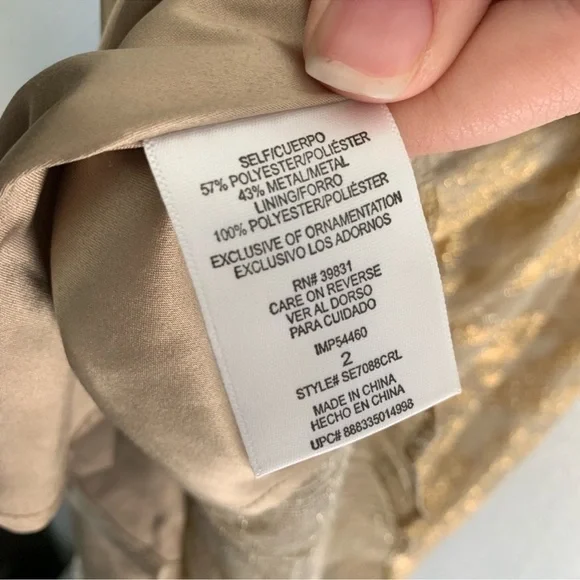 SELF/CUERPO
57% POLYESTER/POLIÉSTER
43% METAL/METAL
LINING/FORRO
100% POLYESTER/POLIÉSTER
EXCLUSIVE OF ORNAMENTATION
EXCLUSIVO LOS ADORNOS
RN# 39831
CARE ON REVERSE
VER AL DORSO
PARA CUIDADO
IMP54460
2
STYLE# SE7088CRL
MADE IN CHINA
HECHO EN CHINA
UPC# 888335014998